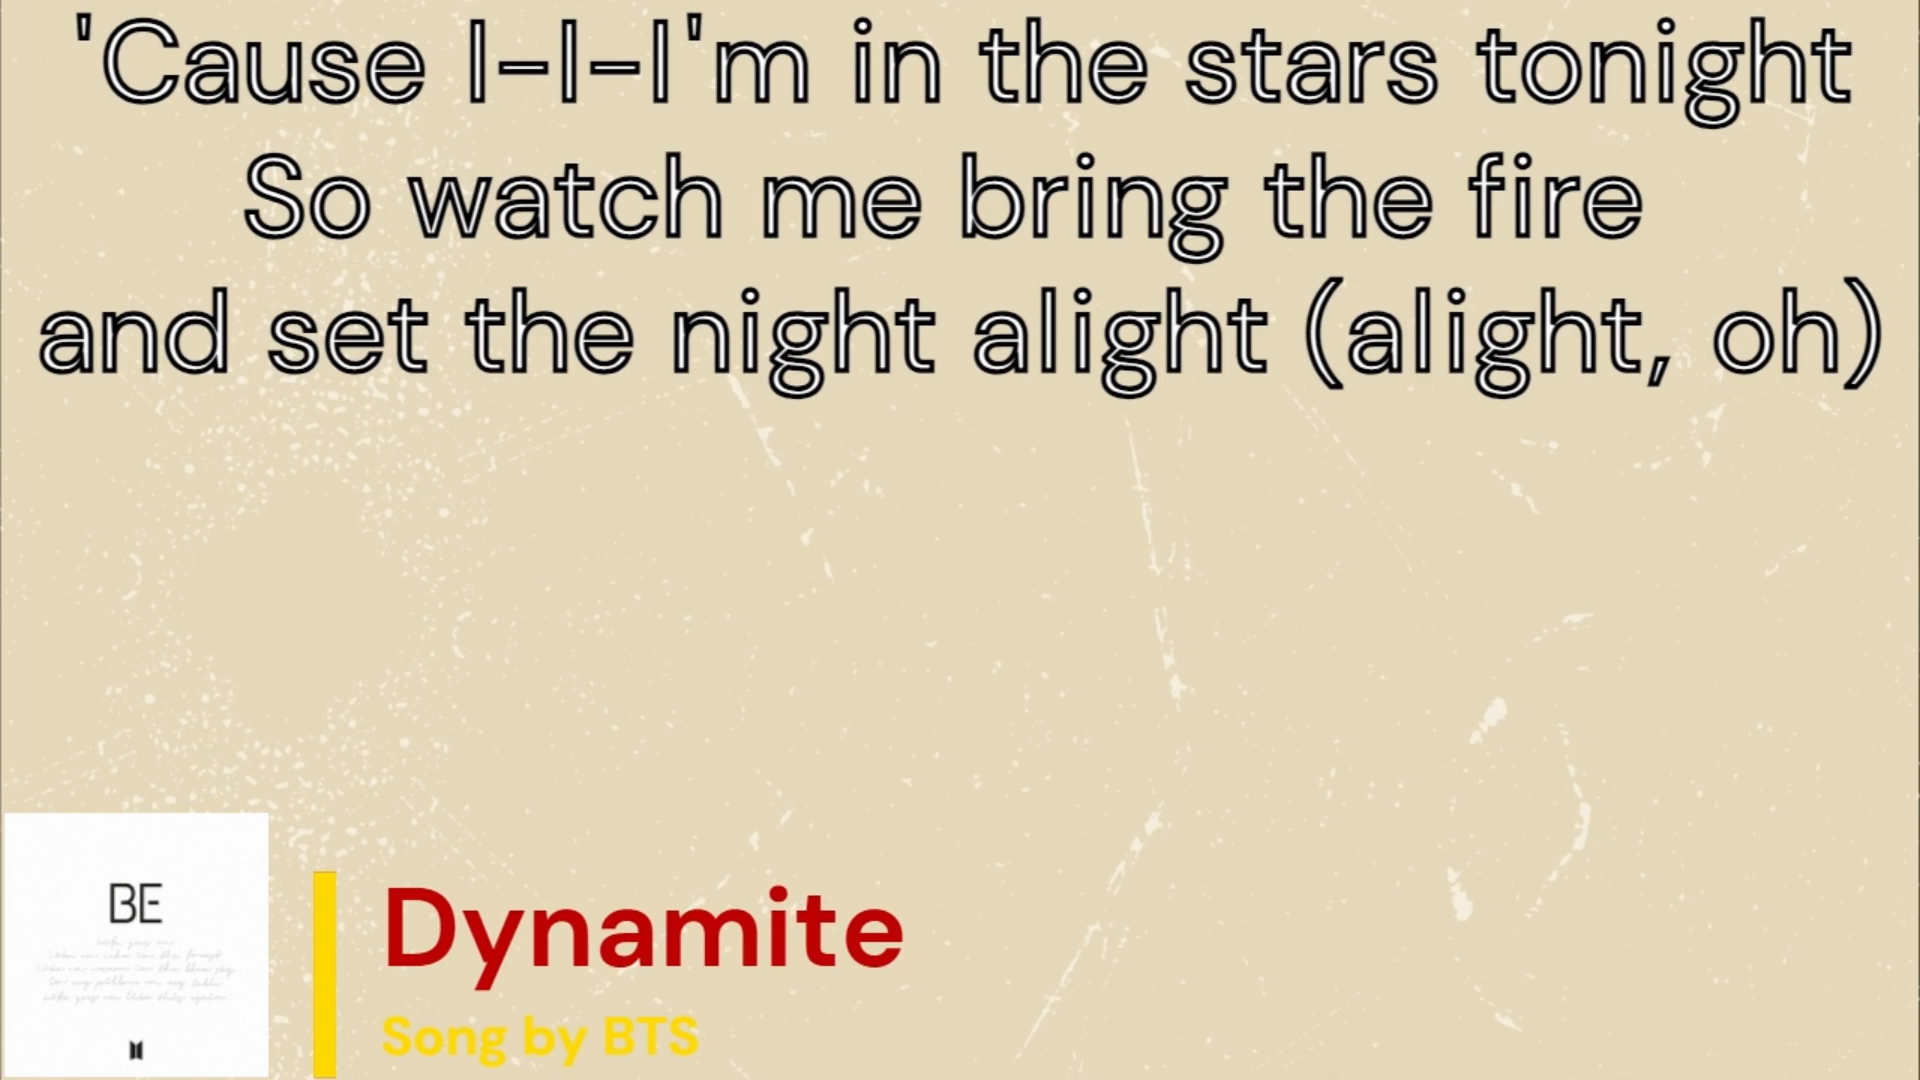 'Cause I-I-I'm in the stars tonight
So watch me bring the fire
and set the night alight (alight, oh)
BE
Dynamite
Song by BTS